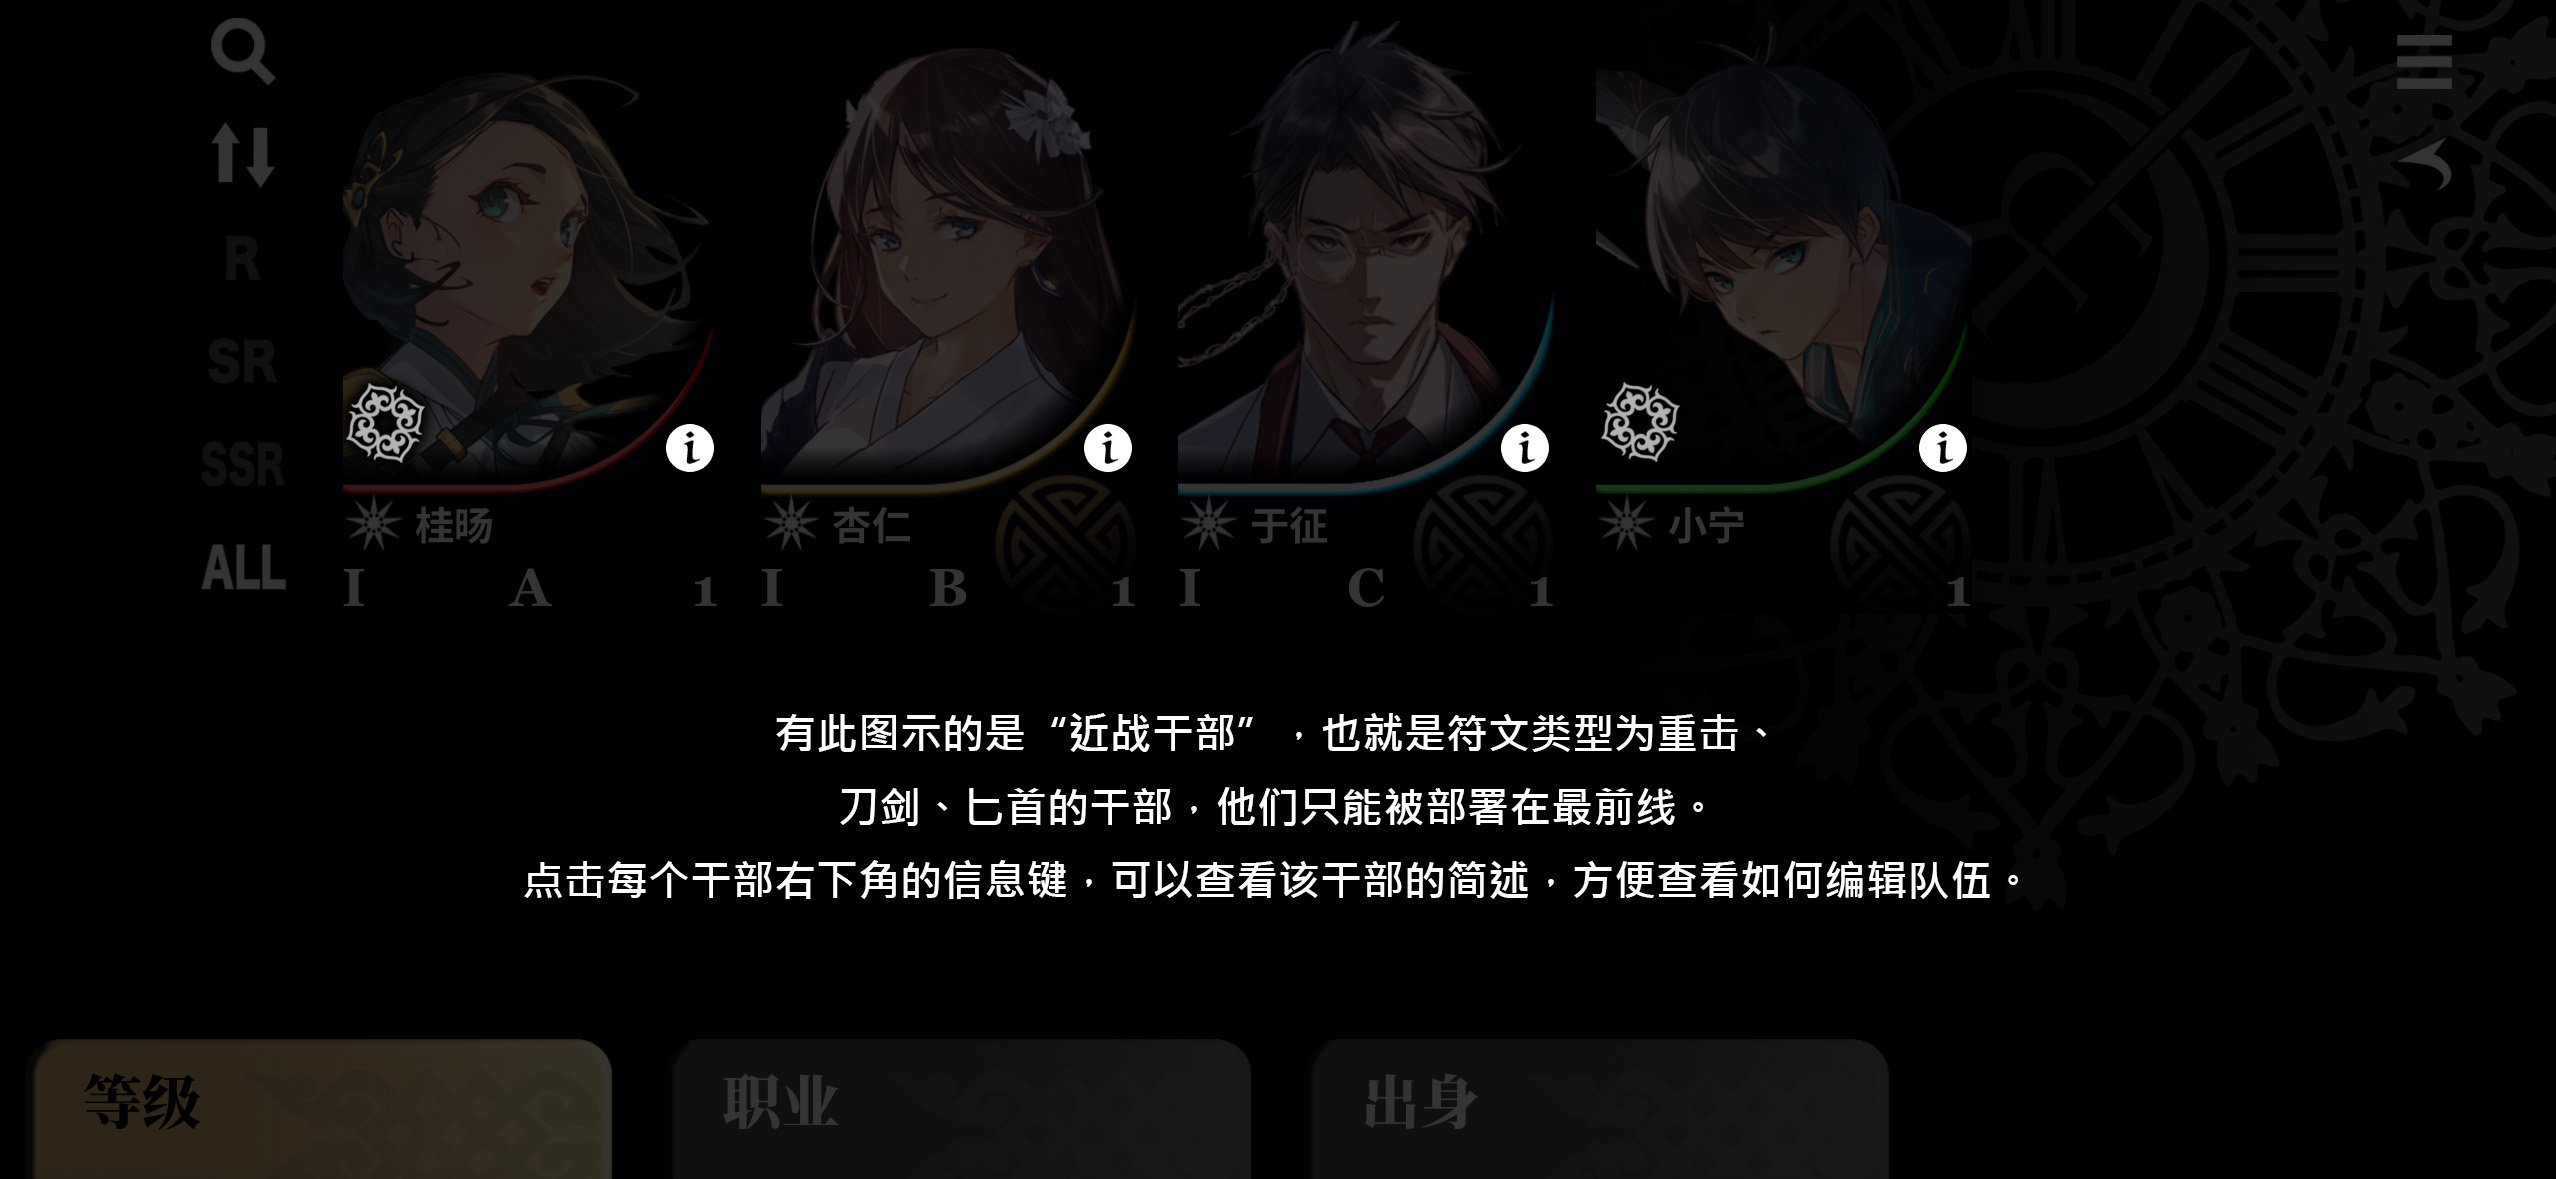 R
SR
SSR
ALL
桂旸
I A 1
杏仁
I B 1
于征
I C 1
小宁
1
有此图示的是“近战干部”，也就是符文类型为重击、
刀剑、匕首的干部，他们只能被部署在最前线。
点击每个干部右下角的信息键，可以查看该干部的简述，方便查看如何编辑队伍。
等级
职业
出身